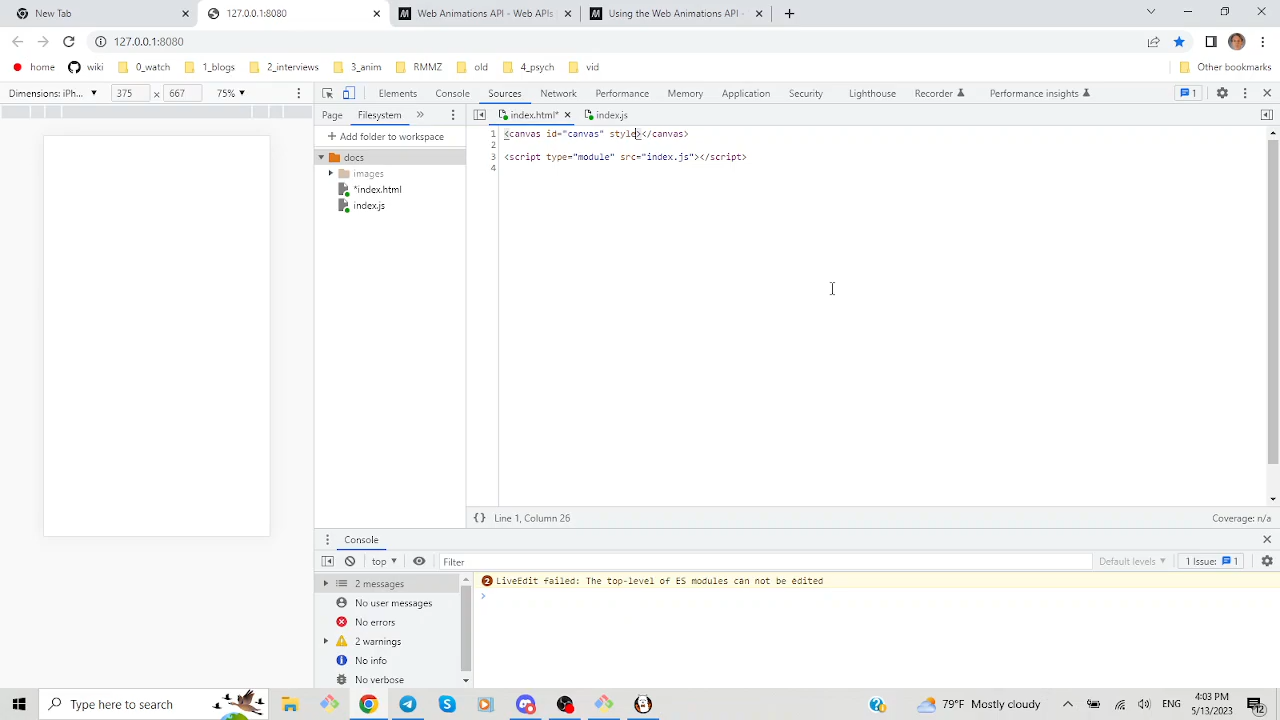 New Tab
127.0.0.1:8080
Web Animations API - Web APIs
Using the Web Animations API -
127.0.0.1:8080
home
wiki
0_watch
1_blogs
2_interviews
3_anim
RMMZ
old
4_psych
vid
Other bookmarks
Dimensions: iPh... 375 × 667 75%
Elements
Console
Sources
Network
Performance
Memory
Application
Security
Lighthouse
Recorder
Performance insights
1
Page
Filesystem
»
index.html*
index.js
Add folder to workspace
docs
images
*index.html
index.js
1 <canvas id="canvas" style></canvas>
2
3 <script type="module" src="index.js"></script>
4
{} Line 1, Column 26
Coverage: n/a
Console
top
Filter
Default levels
1 Issue: 1
2 messages
No user messages
No errors
2 warnings
No info
No verbose
2 LiveEdit failed: The top-level of ES modules can not be edited
>
Type here to search
79°F Mostly cloudy
ENG
4:03 PM
5/13/2023
12